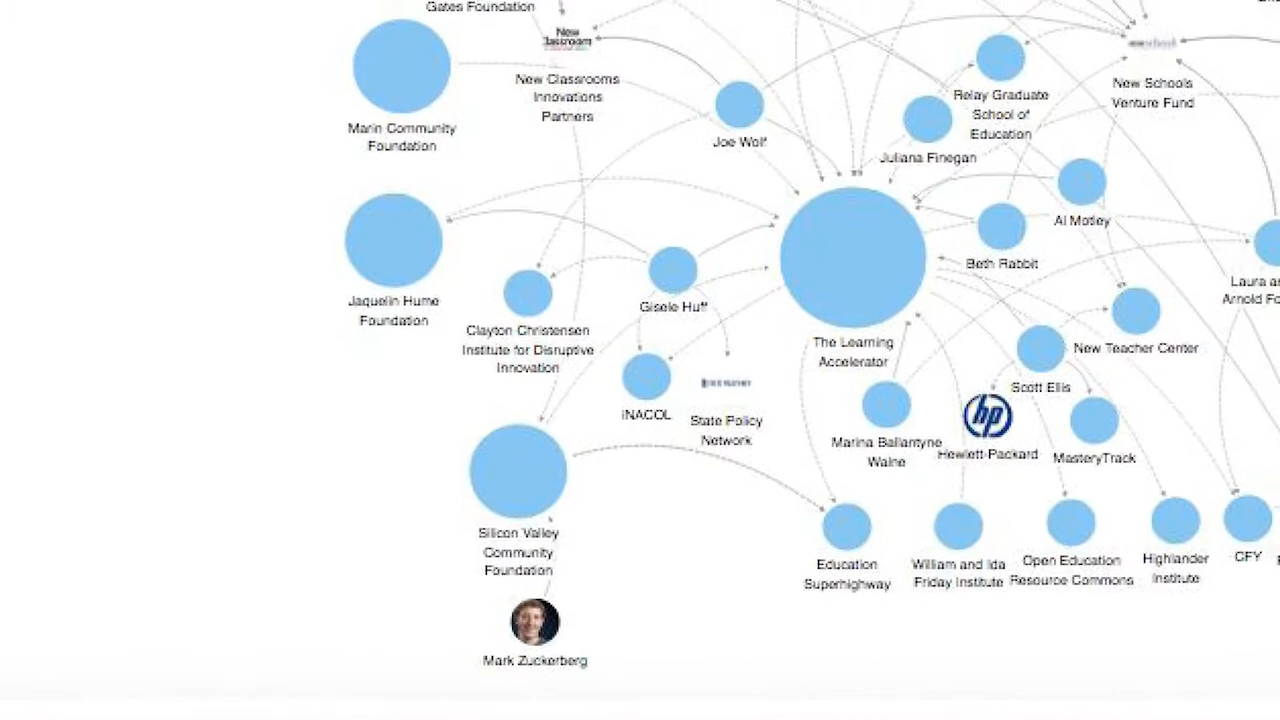 Gates Foundation
New
Classroom
New Classrooms
Innovations
Partners
Marin Community
Foundation
Joe Wolf
Relay Graduate
School of
Education
Juliana Finegan
New Schools
Venture Fund
Al Motley
Beth Rabbit
Jaquelin Hume
Foundation
Gisele Huff
Clayton Christensen
Institute for Disruptive
Innovation
iNACOL
State Policy
Network
The Learning
Accelerator
Laura an
Arnold Fo
New Teacher Center
Scott Ellis
Marina Ballantyne
Walne
hp
Hewlett-Packard
MasteryTrack
Silicon Valley
Community
Foundation
Education
Superhighway
William and Ida
Friday Institute
Open Education
Resource Commons
Highlander
Institute
CFY
Mark Zuckerberg